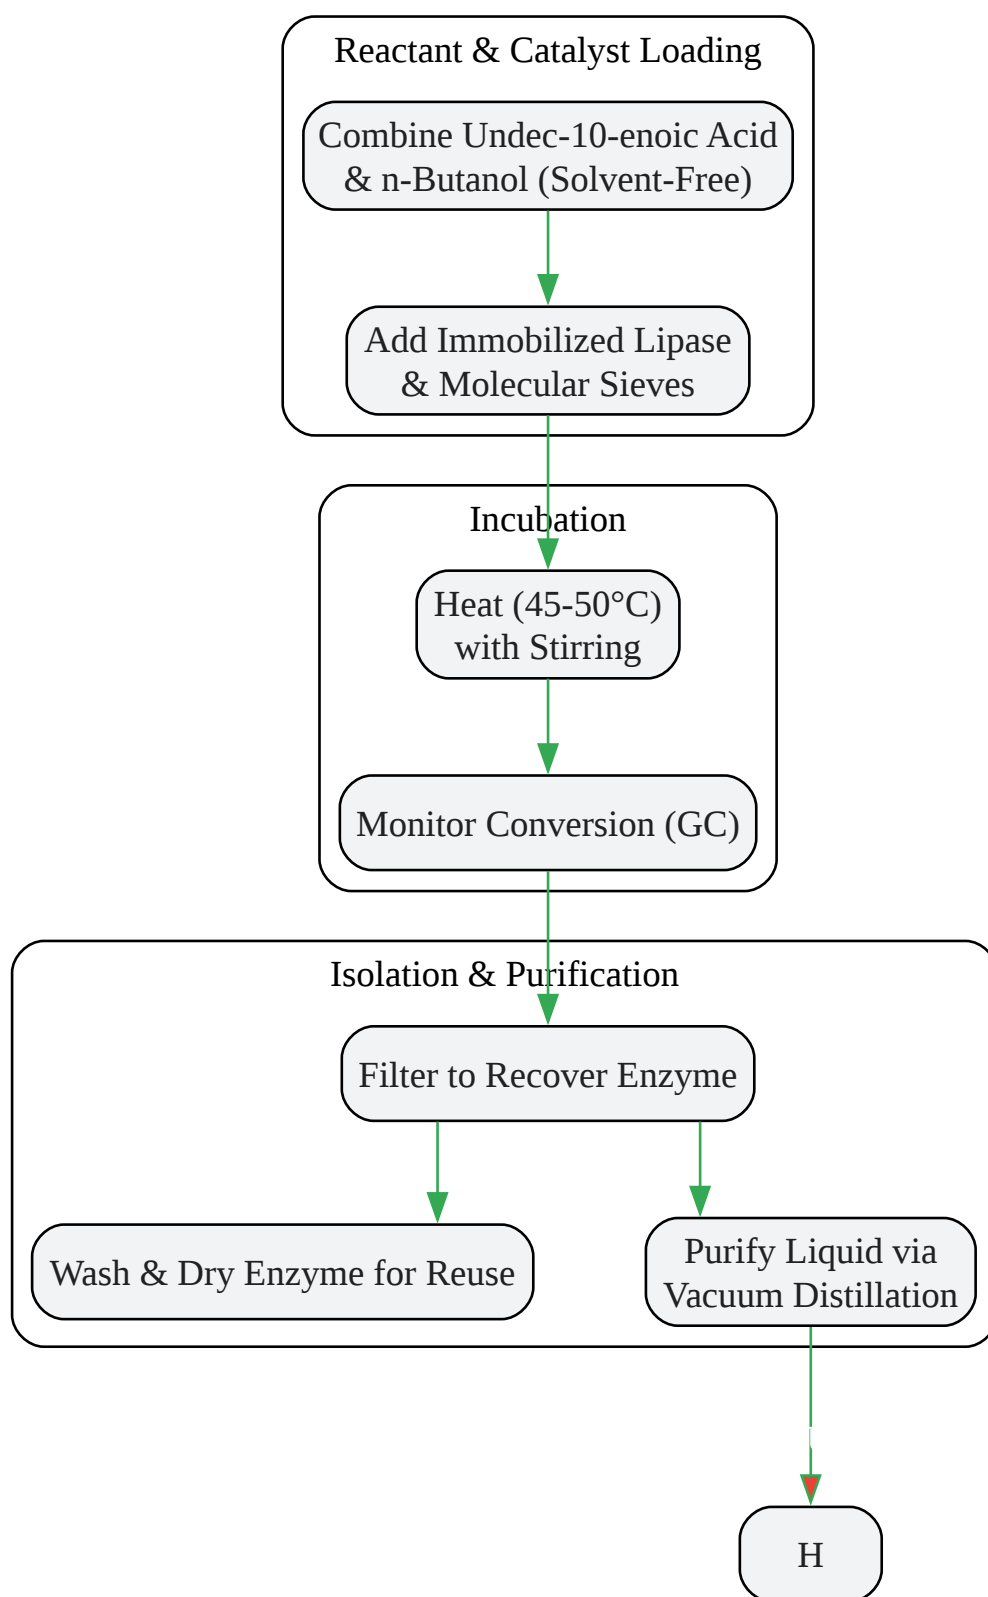 Reactant & Catalyst Loading
Combine Undec-10-enoic Acid
& n-Butanol (Solvent-Free)
Add Immobilized Lipase
& Molecular Sieves
Incubation
Heat (45-50°C)
with Stirring
Monitor Conversion (GC)
Isolation & Purification
Filter to Recover Enzyme
Wash & Dry Enzyme for Reuse
Purify Liquid via
Vacuum Distillation
H